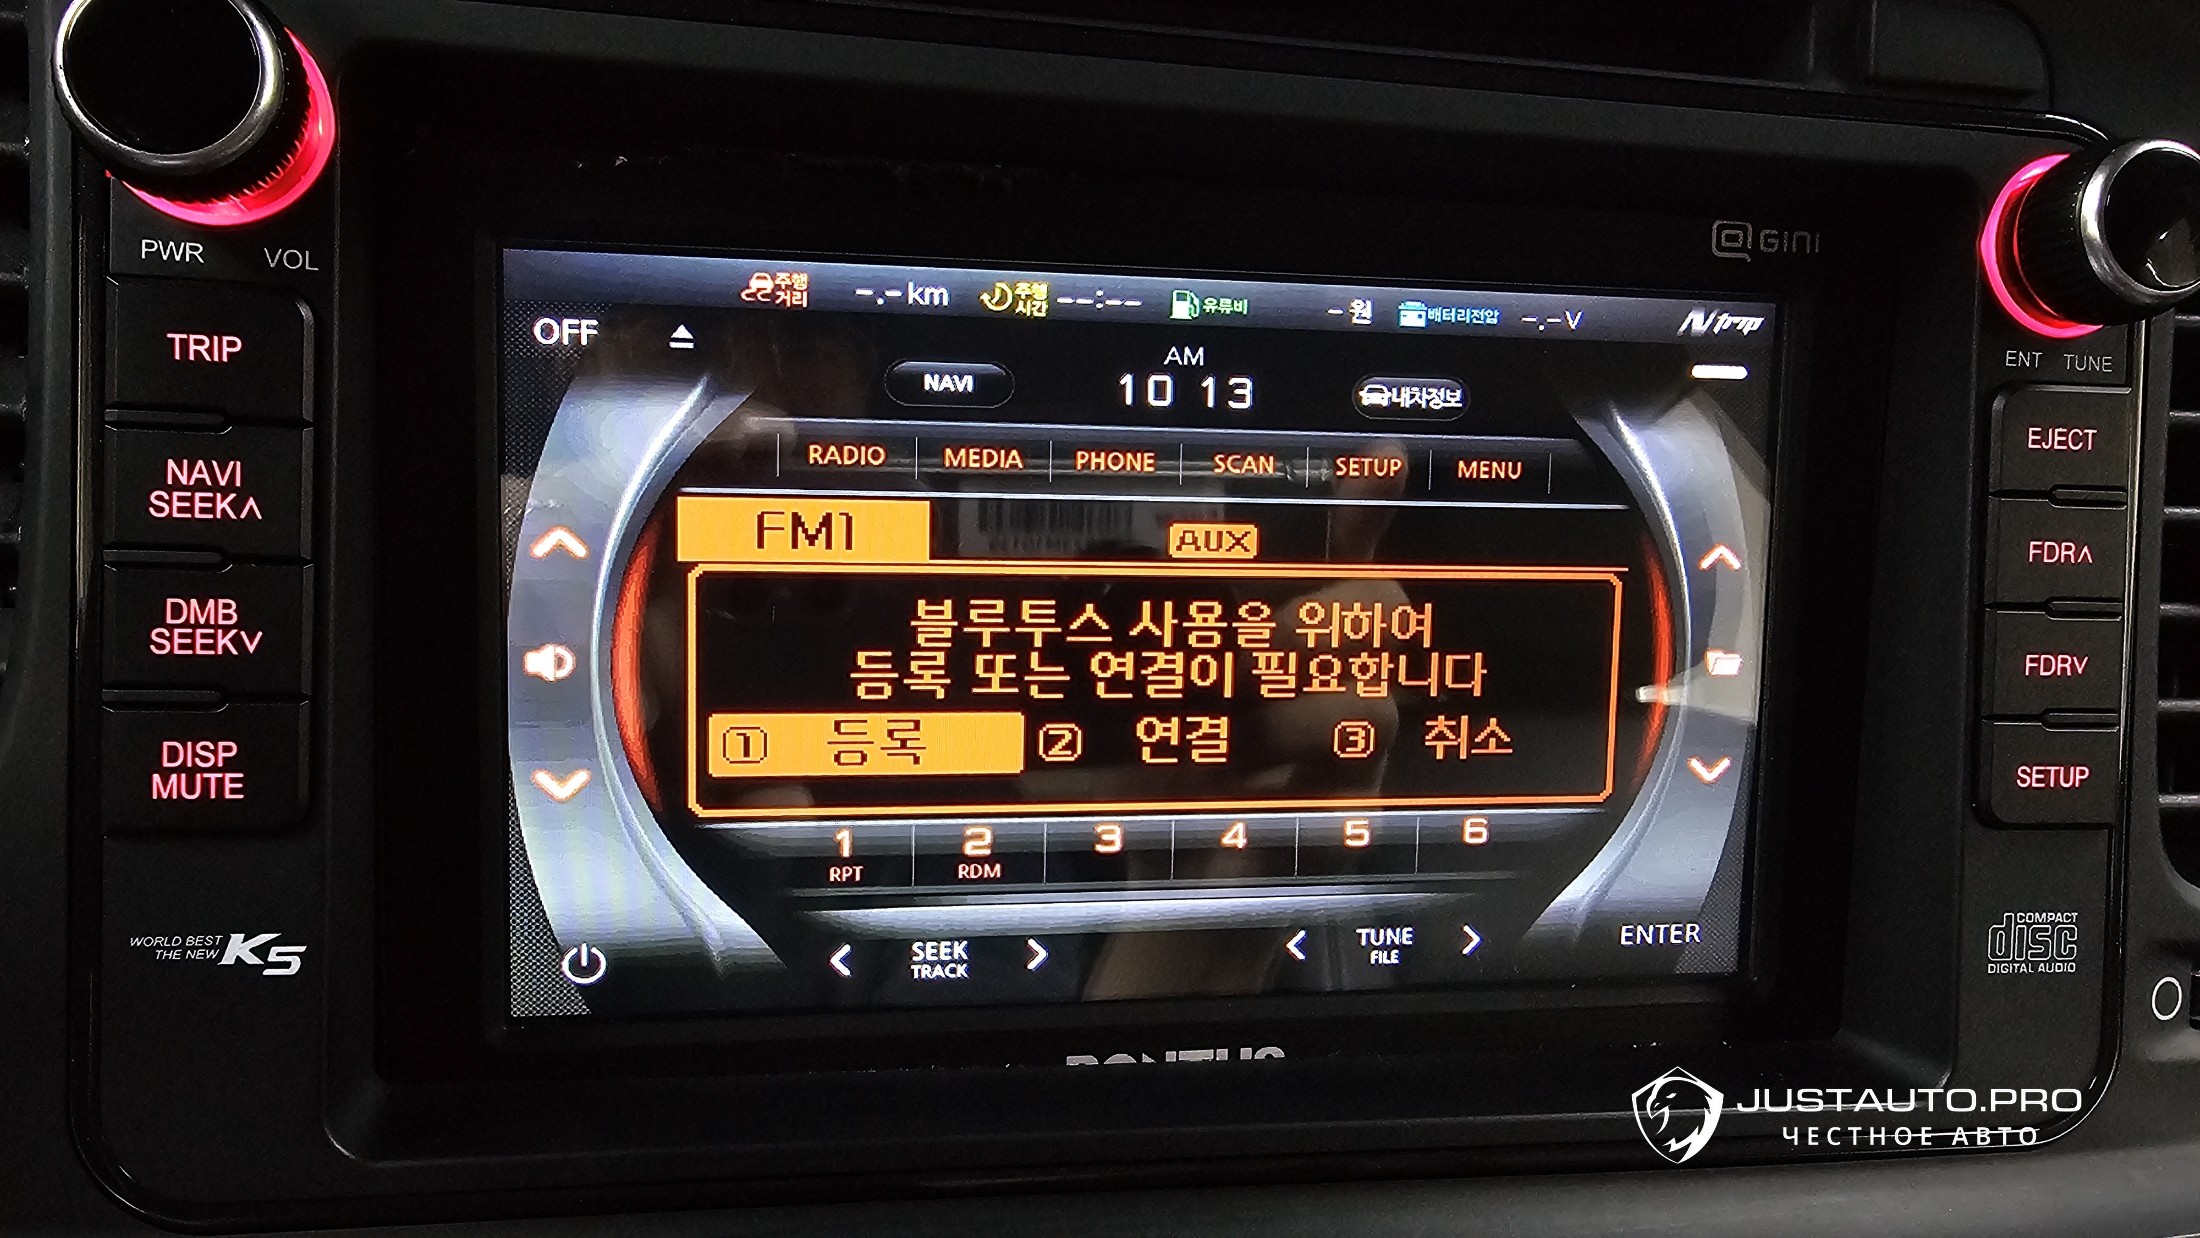 PWR VOL
TRIP
NAVI
SEEK∧
DMB
SEEK∨
DISP
MUTE
WORLD BEST
THE NEW K5
GINI
주행
거리 -.-km
주행
시간 --:--
유류비 -원
배터리전압 -.-V
N trip
OFF
AM
NAVI
10 13
내차정보
RADIO MEDIA PHONE SCAN SETUP MENU
FM1 AUX
블루투스 사용을 위하여
등록 또는 연결이 필요합니다
① 등록 ② 연결 ③ 취소
1 2 3 4 5 6
RPT RDM
< SEEK >
TRACK
< TUNE >
FILE
ENTER
ENT TUNE
EJECT
FDR∧
FDR∨
SETUP
COMPACT
disc
DIGITAL AUDIO
PONTUS
JUSTAUTO.PRO
ЧЕСТНОЕ АВТО